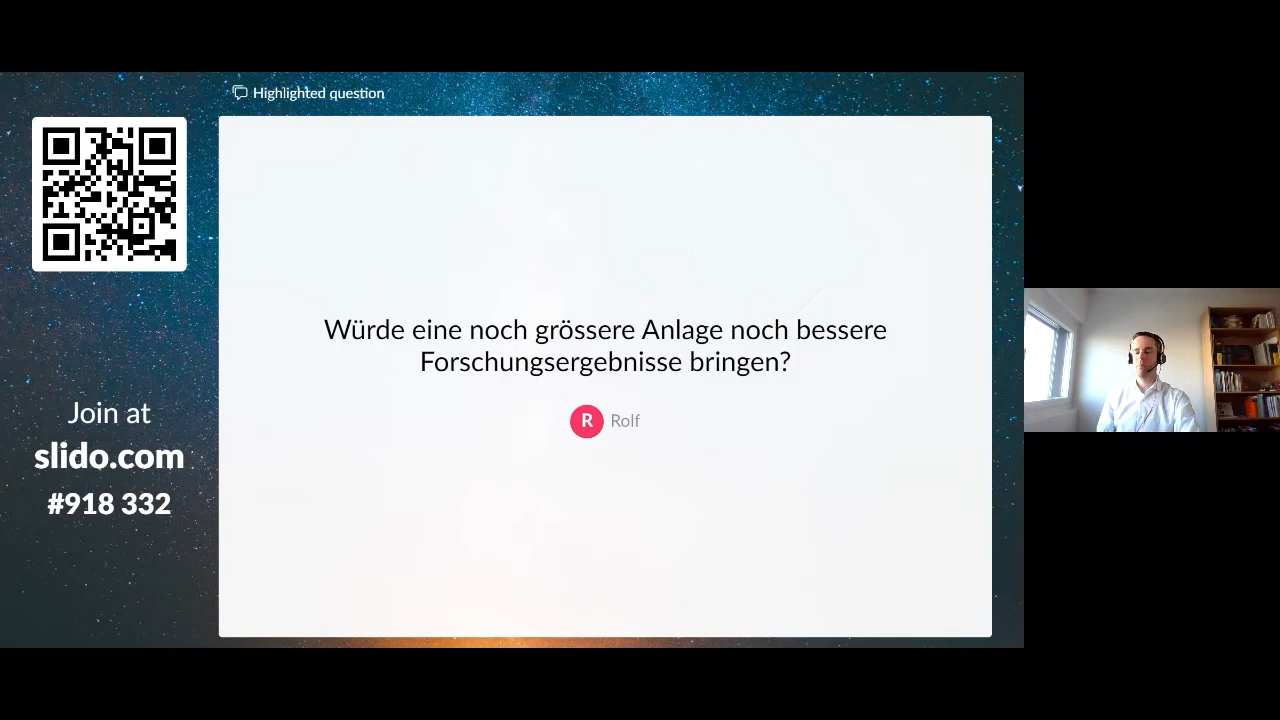 Highlighted question
Würde eine noch grössere Anlage noch bessere
Forschungsergebnisse bringen?
R Rolf
Join at
slido.com
#918 332